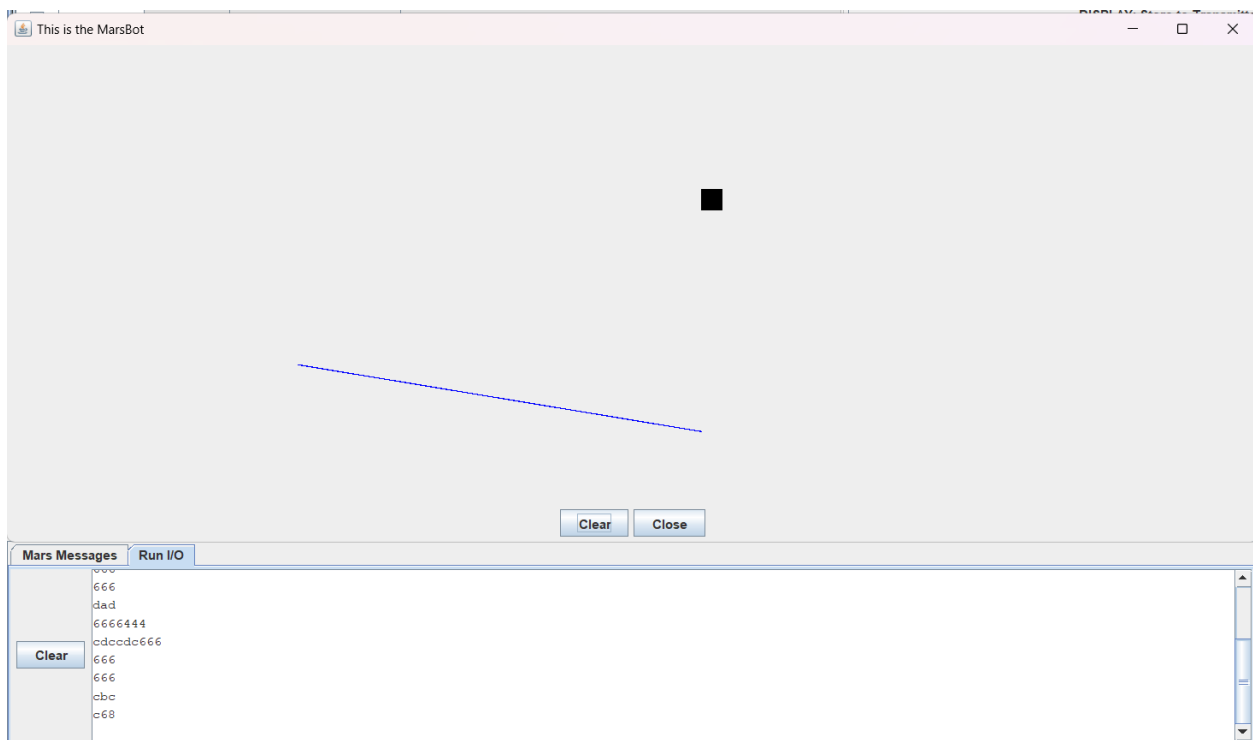 This is the MarsBot
Clear Close
Mars Messages Run I/O
666
dad
6666444
cdccdc666
Clear
666
666
cbc
c68